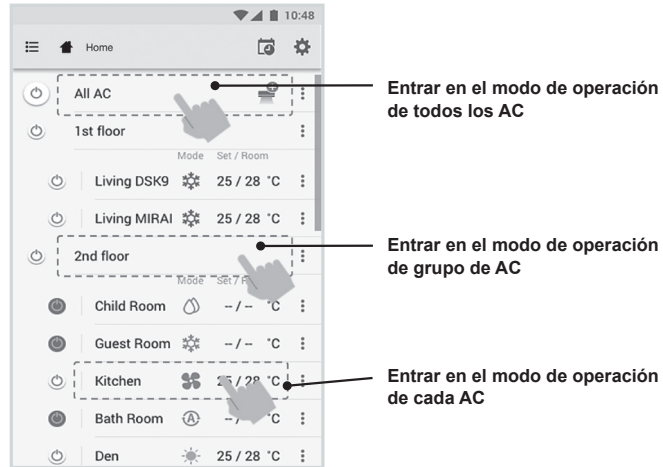 10:48
Home
All AC
Entrar en el modo de operación
de todos los AC
1st floor
Mode Set / Room
Living DSK9 25 / 28 °C
Living MIRAI 25 / 28 °C
2nd floor
Entrar en el modo de operación
de grupo de AC
Mode Set / R
Child Room -- / -- °C
Guest Room -- / -- °C
Kitchen 25 / 28 °C
Entrar en el modo de operación
de cada AC
Bath Room A -- / -- °C
Den 25 / 28 °C